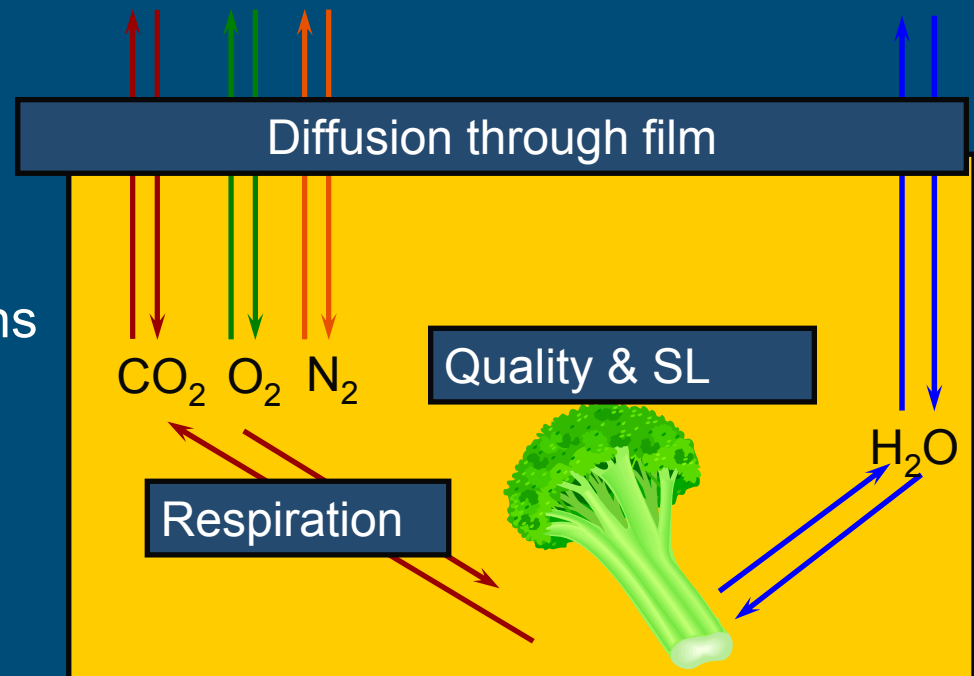 Diffusion through film
CO₂ O₂ N₂
Quality & SL
H₂O
Respiration